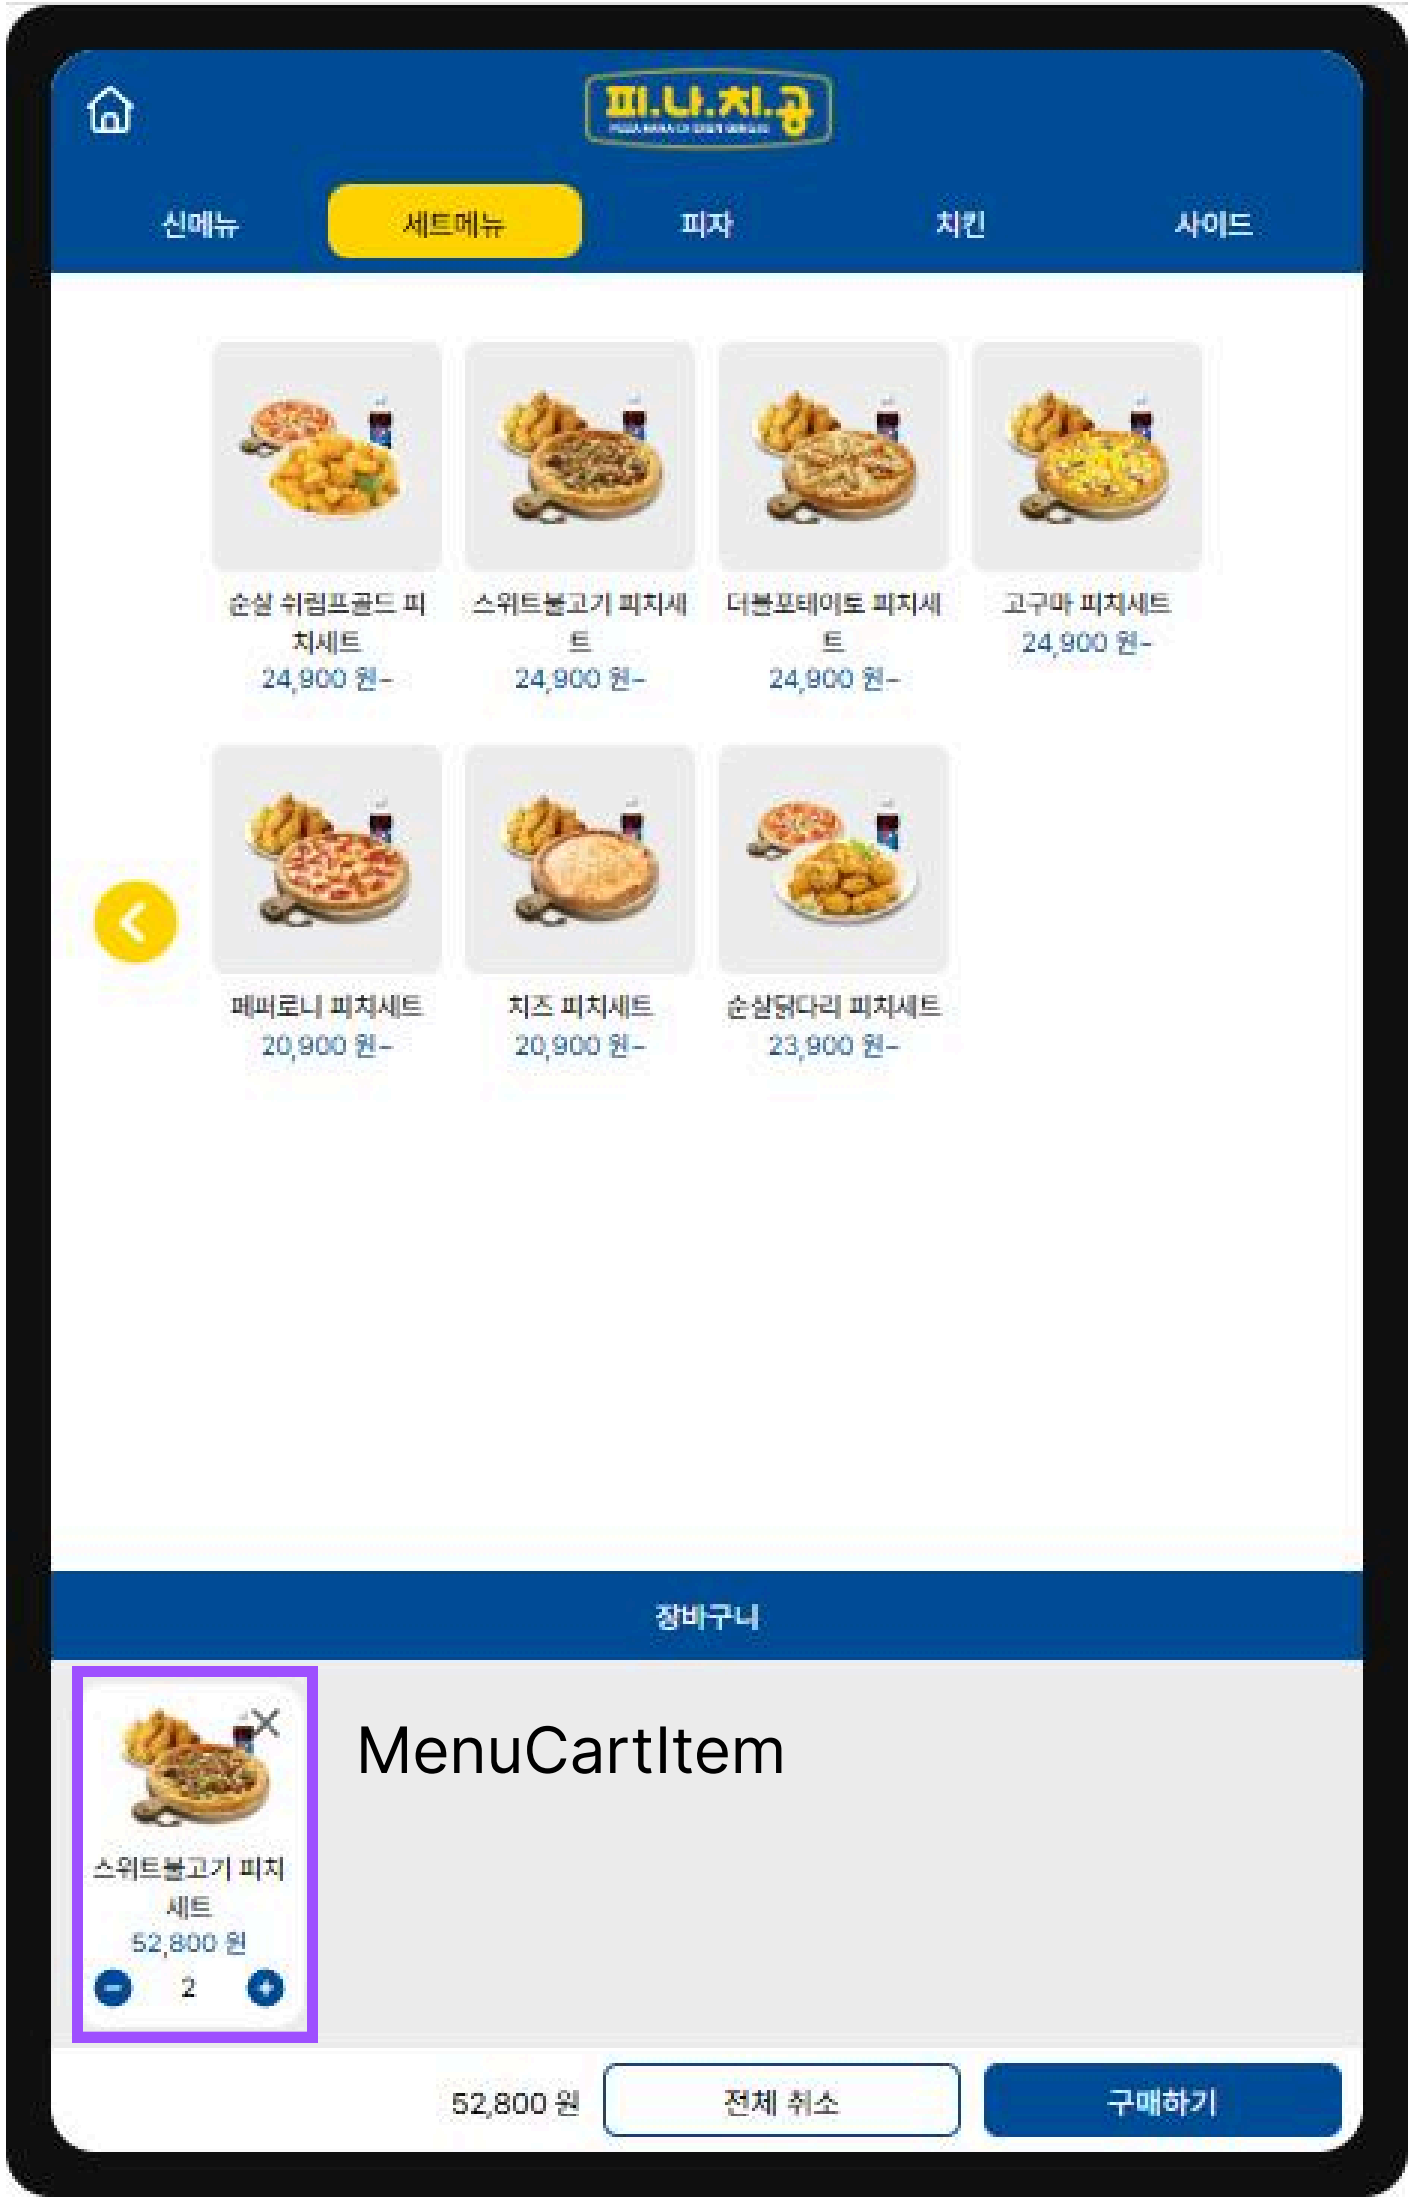 피.나.치.공
신메뉴
세트메뉴
피자
치킨
사이드
순살 쉬림프골드 피
치세트
24,900 원~
스위트불고기 피치세
트
24,900 원~
더블포테이토 피치세
트
24,900 원~
고구마 피치세트
24,900 원~
페퍼로니 피치세트
20,900 원~
치즈 피치세트
20,900 원~
순살닭다리 피치세트
23,900 원~
장바구니
MenuCartItem
스위트불고기 피치
세트
52,800 원
2
52,800 원
전체 취소
구매하기